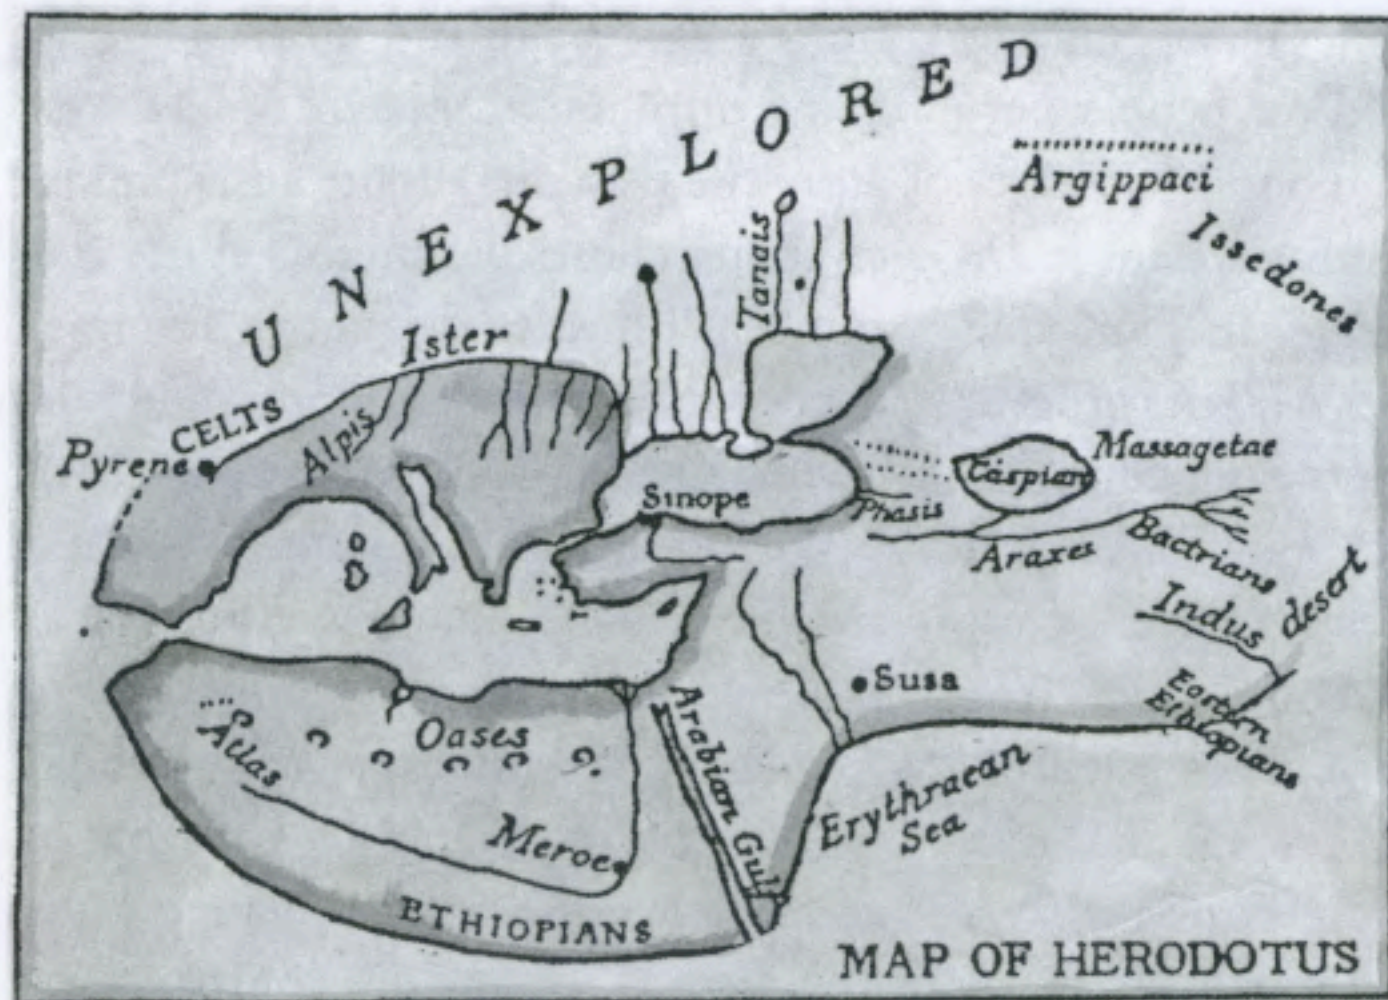 UNEXPLORED
Argippaci
Issedones
Tanais
Ister
CELTS
Alpis
Pyrene
Massagetae
Caspian
Sinope
Phasis
Araxes
Bactrians
desert
Indus
Susa
Eastern
Ethiopians
Arabian Gulf
Oases
Atlas
Erythraean
Sea
Meroe
ETHIOPIANS
MAP OF HERODOTUS